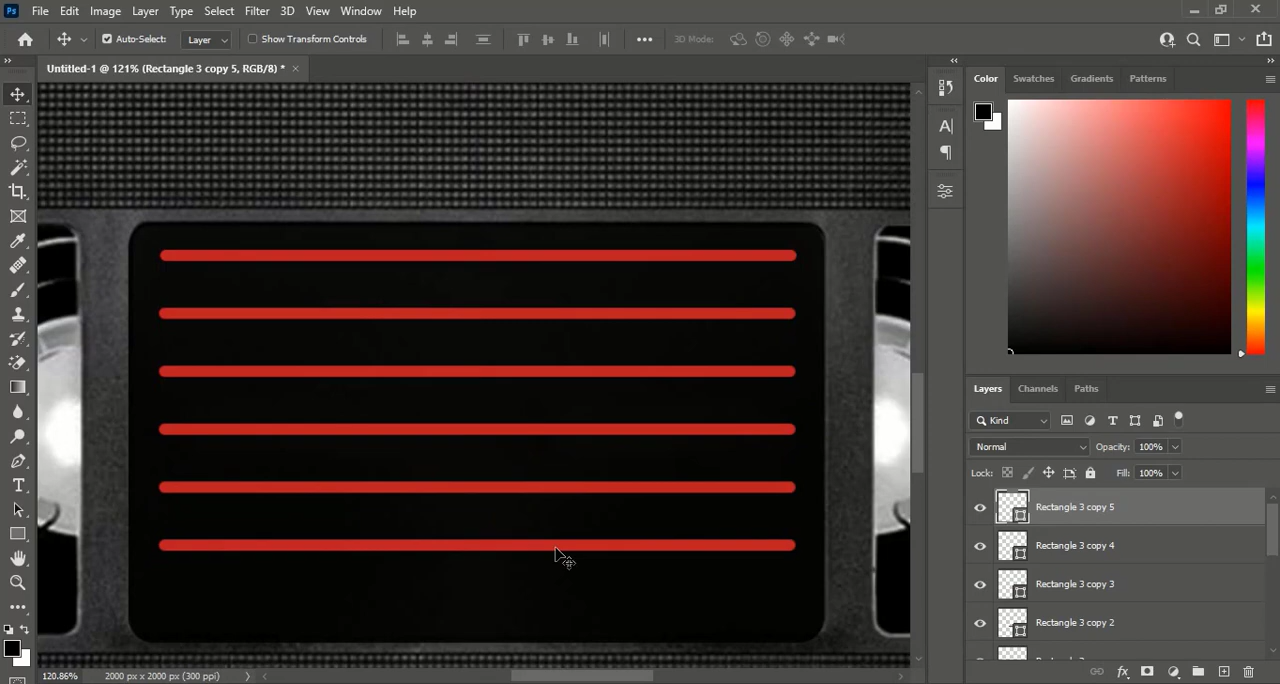 Ps File Edit Image Layer Type Select Filter 3D View Window Help
Auto-Select: Layer Show Transform Controls 3D Mode:
Untitled-1 @ 121% (Rectangle 3 copy 5, RGB/8) *
Color Swatches Gradients Patterns
Layers Channels Paths
Kind
Normal Opacity: 100%
Lock: Fill: 100%
Rectangle 3 copy 5
Rectangle 3 copy 4
Rectangle 3 copy 3
Rectangle 3 copy 2
120.86% 2000 px x 2000 px (300 ppi)